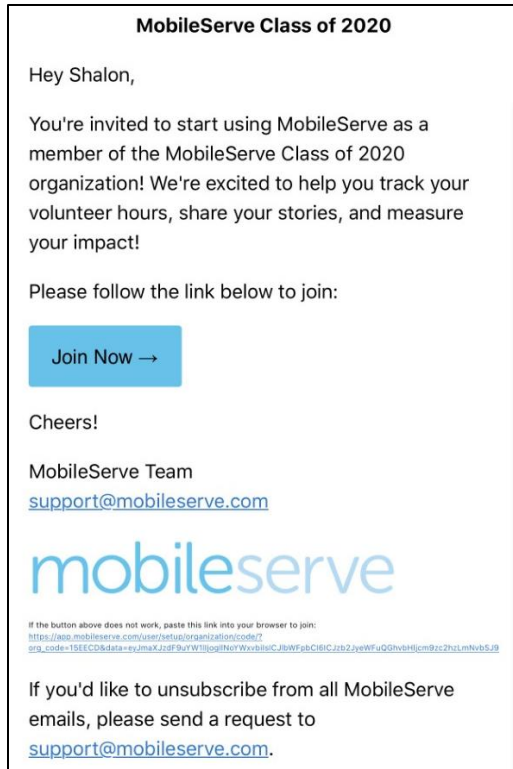 MobileServe Class of 2020
Hey Shalon,
You're invited to start using MobileServe as a
member of the MobileServe Class of 2020
organization! We're excited to help you track your
volunteer hours, share your stories, and measure
your impact!
Please follow the link below to join:
Join Now →
Cheers!
MobileServe Team
support@mobileserve.com
mobileserve
If the button above does not work, paste this link into your browser to join:
https://app.mobileserve.com/user/setup/organization/code/?
If you'd like to unsubscribe from all MobileServe
emails, please send a request to
support@mobileserve.com.